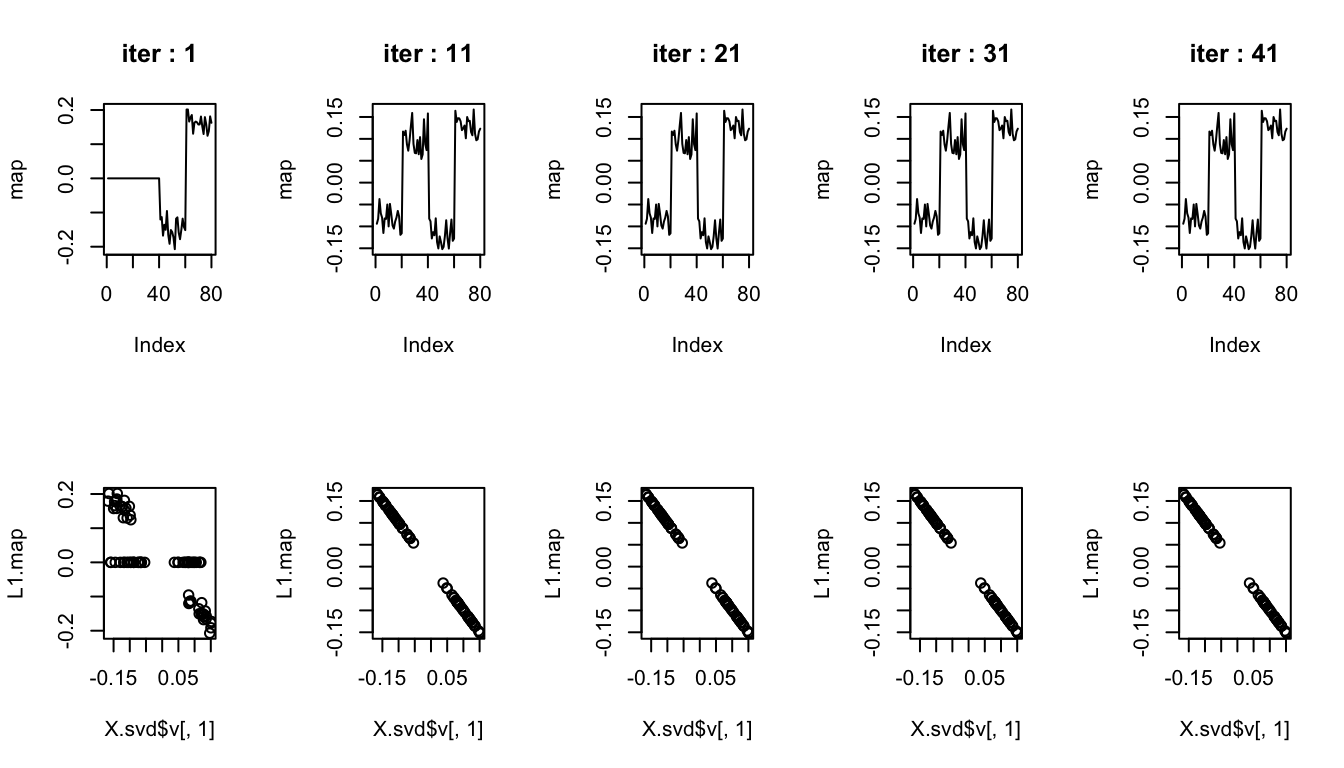 iter : 1
iter : 11
iter : 21
iter : 31
iter : 41
map
0.2
0.0
-0.2
0
40
80
Index
map
0.15
0.00
-0.15
0
40
80
Index
map
0.15
0.00
-0.15
0
40
80
Index
map
0.15
0.00
-0.15
0
40
80
Index
map
0.15
0.00
-0.15
0
40
80
Index
L1.map
0.2
0.0
-0.2
-0.15
0.05
X.svd$v[, 1]
L1.map
0.15
0.00
-0.15
-0.15
0.05
X.svd$v[, 1]
L1.map
0.15
0.00
-0.15
-0.15
0.05
X.svd$v[, 1]
L1.map
0.15
0.00
-0.15
-0.15
0.05
X.svd$v[, 1]
L1.map
0.15
0.00
-0.15
-0.15
0.05
X.svd$v[, 1]